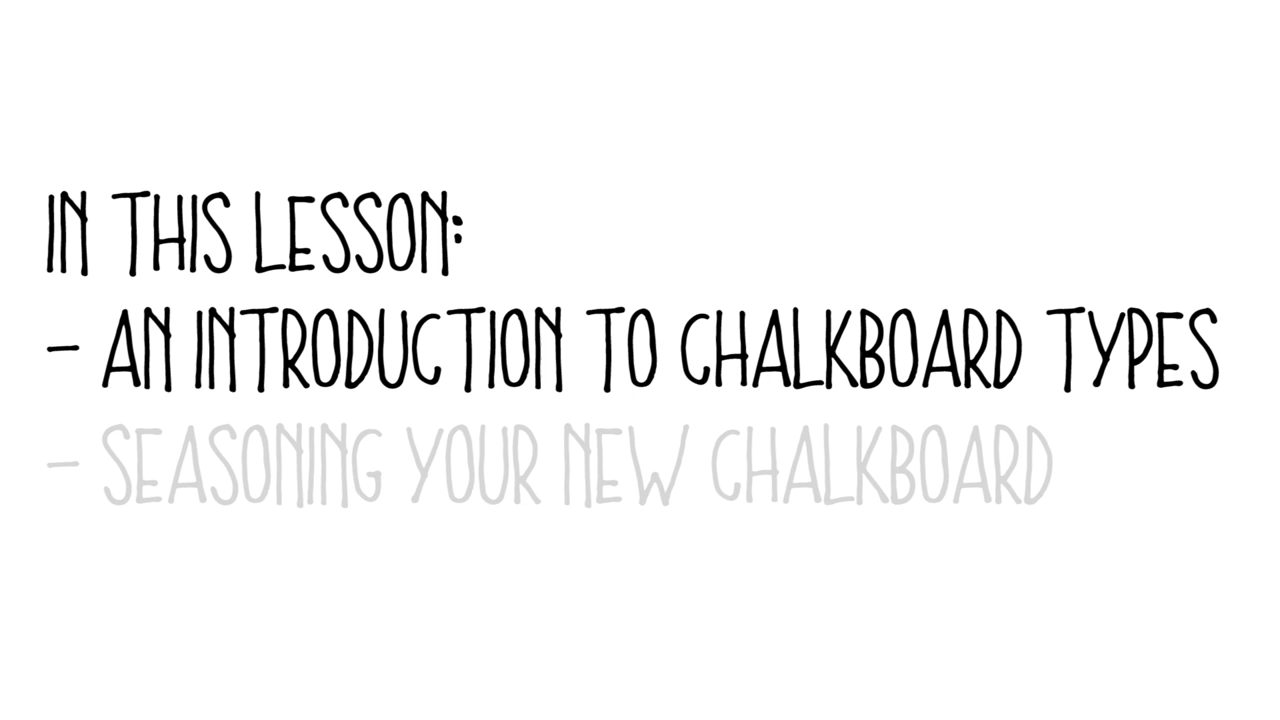 IN THIS LESSON:
- AN INTRODUCTION TO CHALKBOARD TYPES
- SEASONING YOUR NEW CHALKBOARD